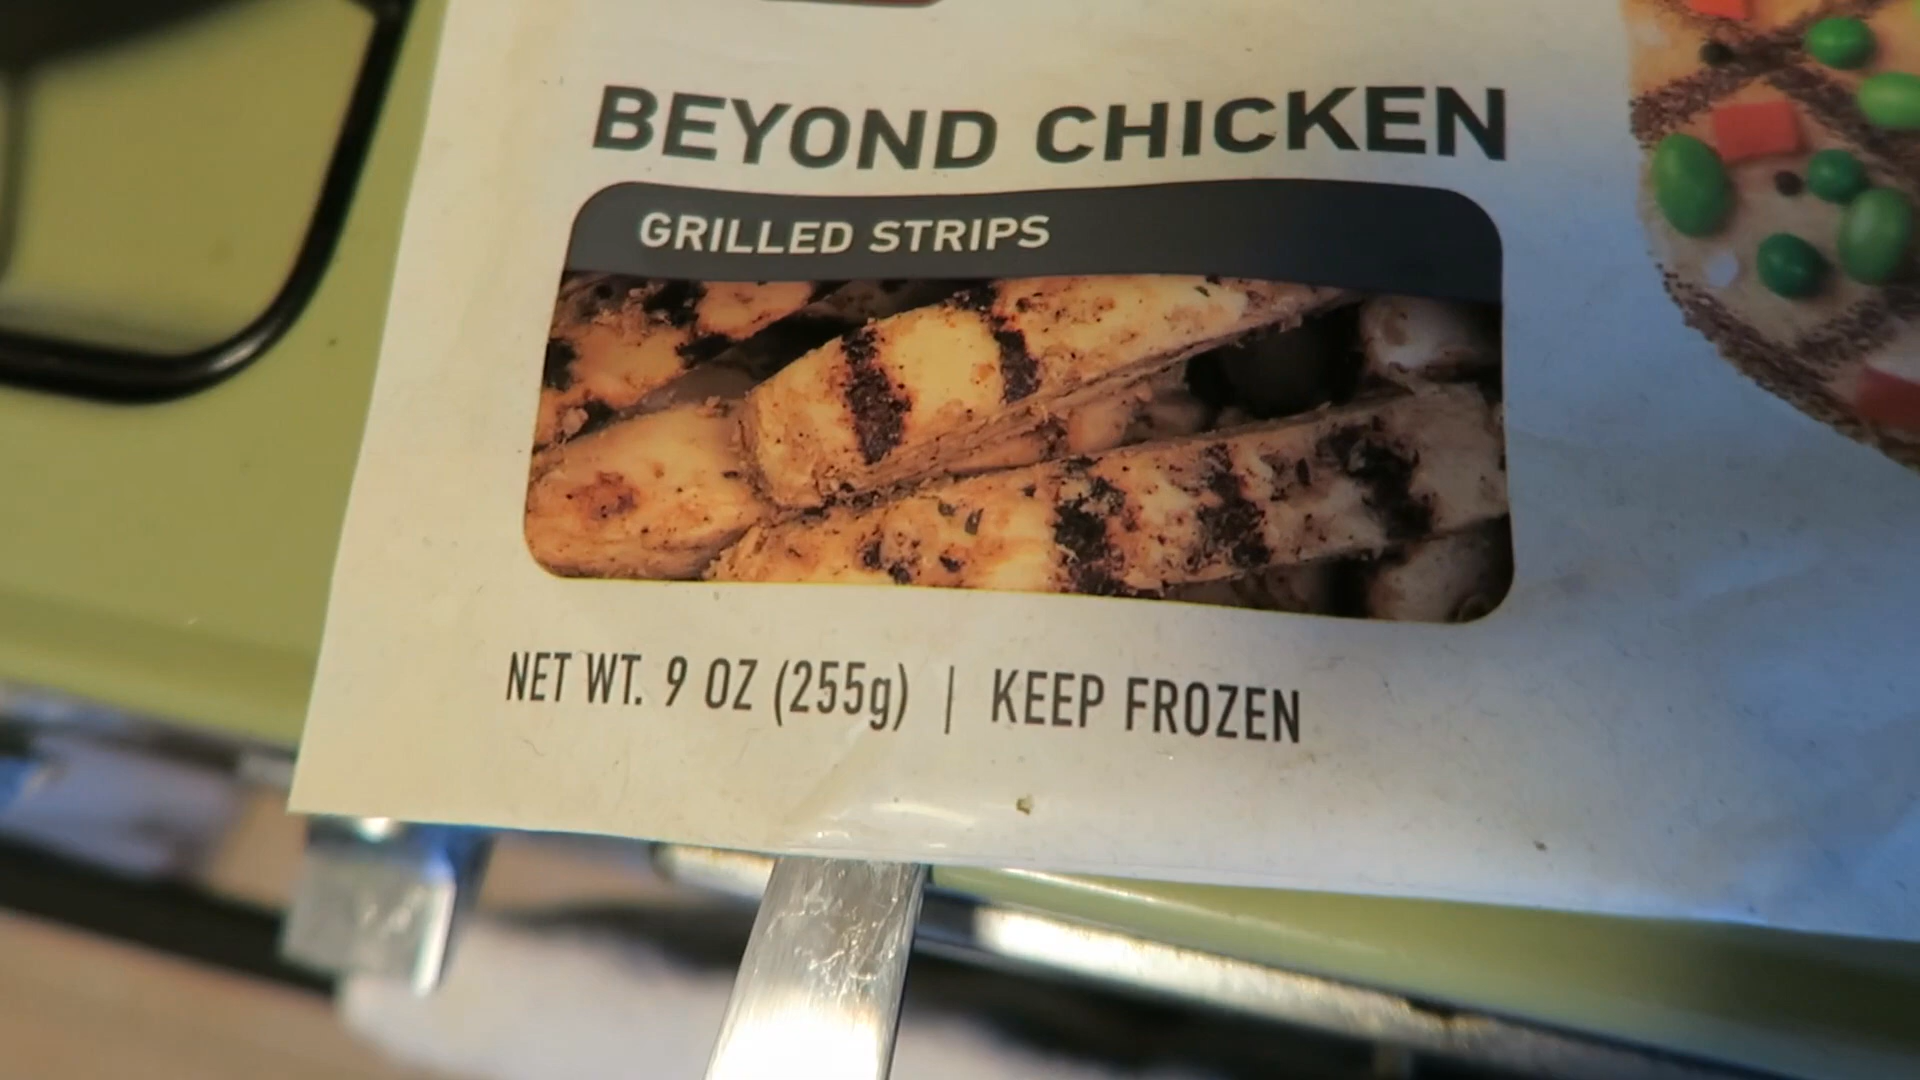 BEYOND CHICKEN
GRILLED STRIPS
NET WT. 9 OZ (255g) | KEEP FROZEN